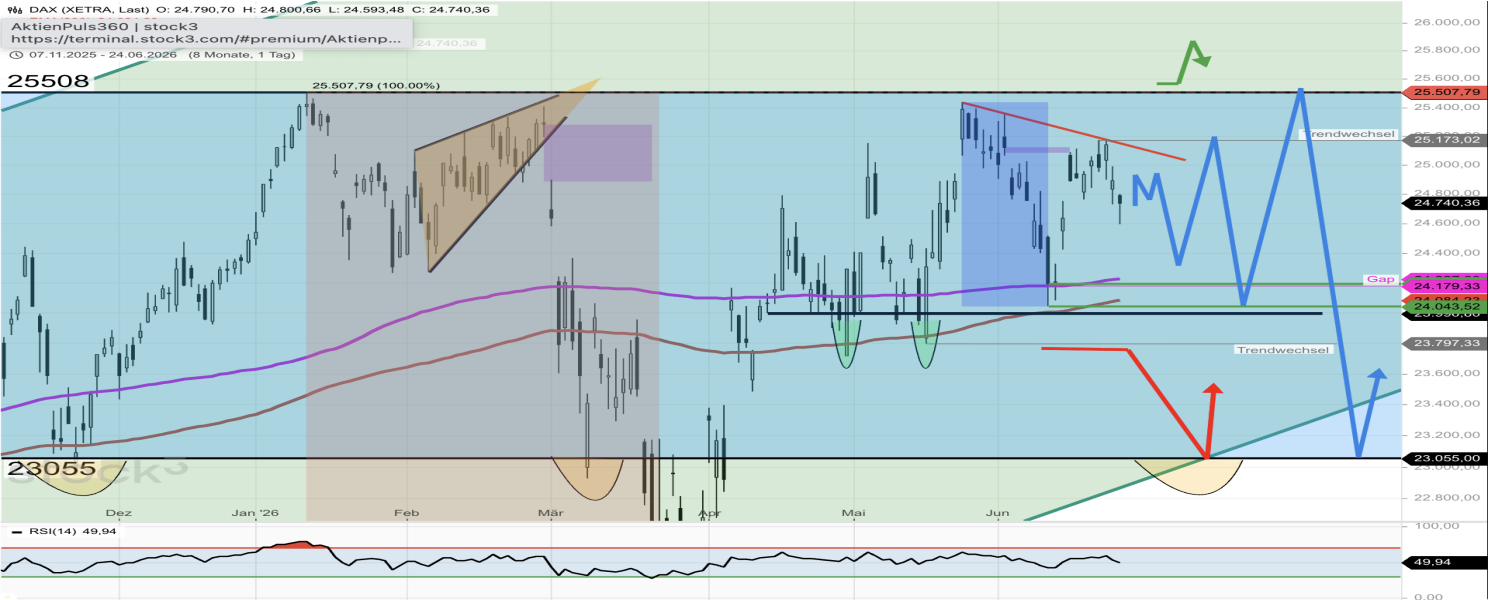 DAX (XETRA, Last) O: 24.790,70 H: 24.800,66 L: 24.593,48 C: 24.740,36
AktienPuls360 | stock3
https://terminal.stock3.com/#premium/Aktienp...
24.740,36
07.11.2025 - 24.06.2026 (8 Monate, 1 Tag)
25508
25.507,79 (100.00%)
26.000,00
25.800,00
25.600,00
25.507,79
25.400,00
Trendwechsel
25.173,02
25.000,00
24.800,00
24.740,36
24.600,00
24.400,00
Gap
24.179,33
24.043,52
23.797,33
Trendwechsel
23.600,00
23.400,00
23.200,00
23055
stock3
23.055,00
23.000,00
22.800,00
Dez Jan '26 Feb Mär Apr Mai Jun
RSI(14) 49,94
100,00
49,94
0,00